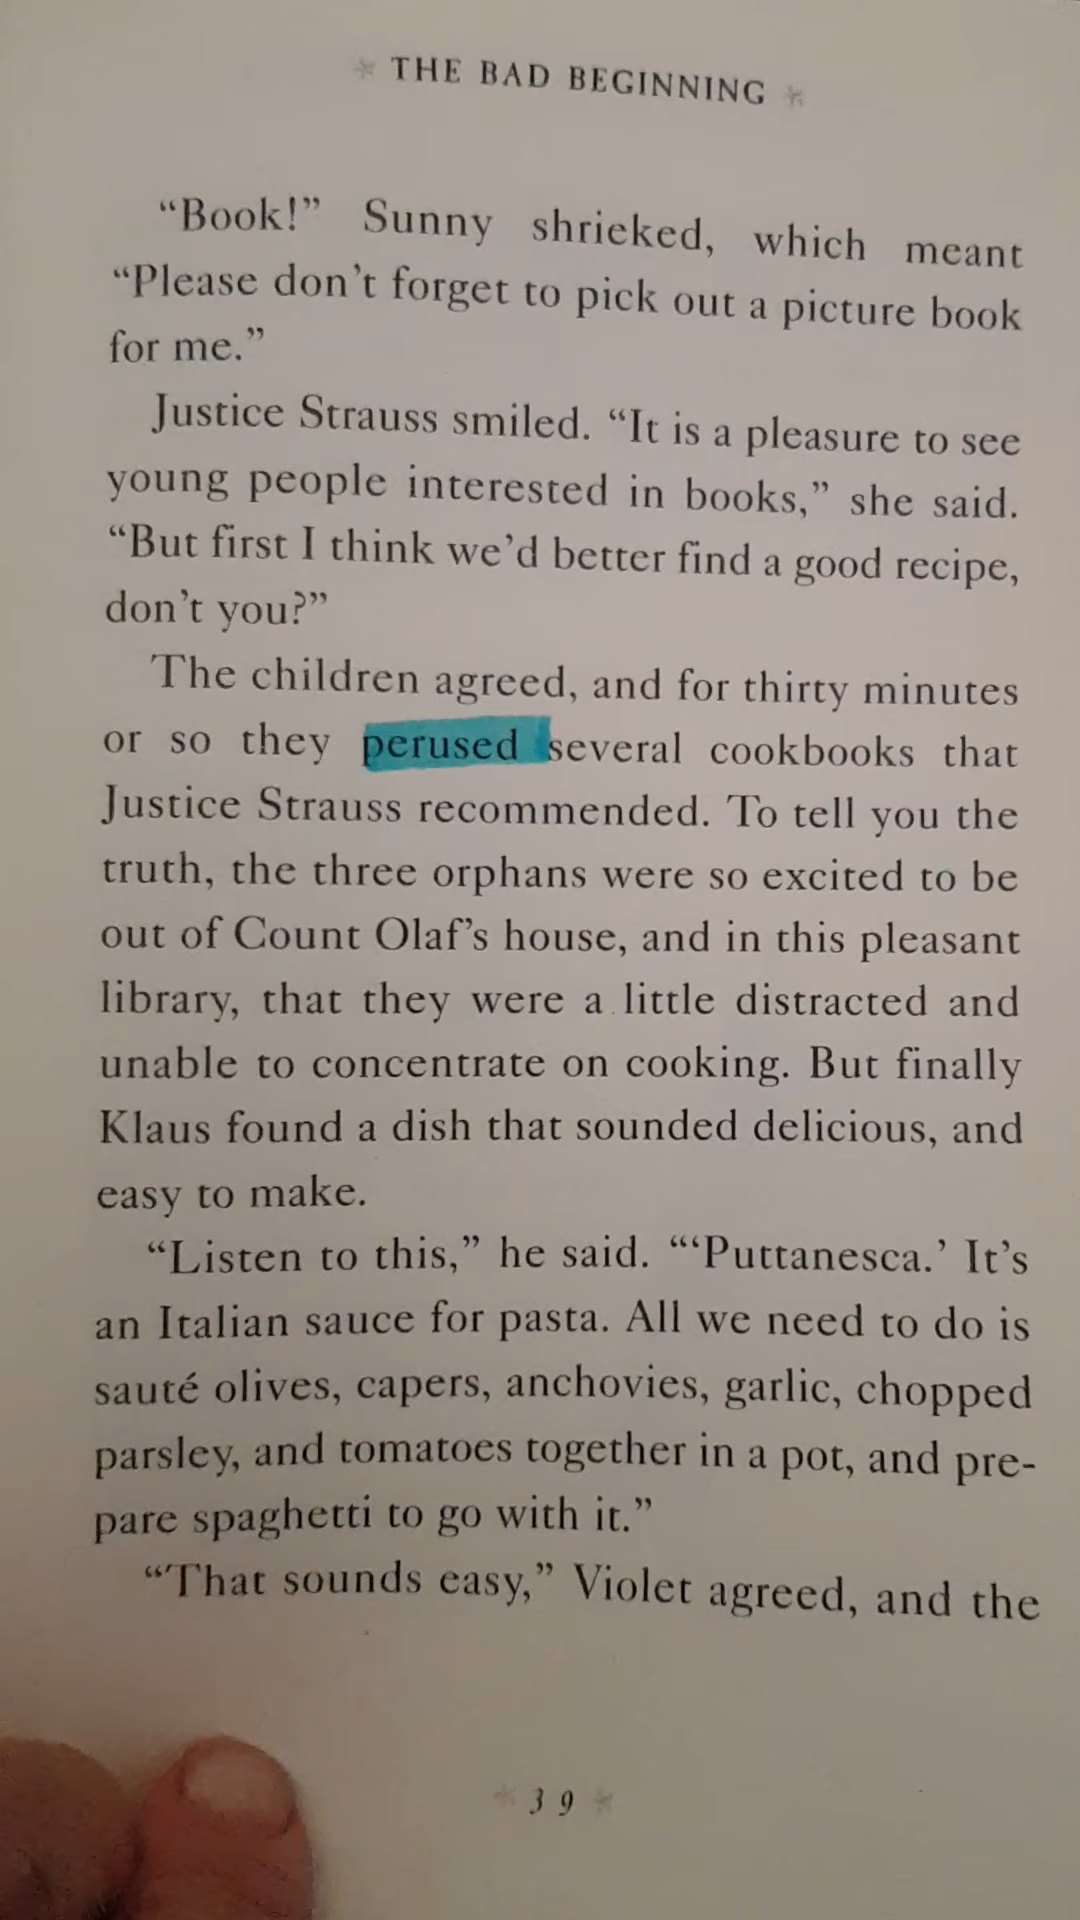 THE BAD BEGINNING
“Book!” Sunny shrieked, which meant
“Please don’t forget to pick out a picture book
for me.”
Justice Strauss smiled. “It is a pleasure to see
young people interested in books,” she said.
“But first I think we’d better find a good recipe,
don’t you?”
The children agreed, and for thirty minutes
or so they perused several cookbooks that
Justice Strauss recommended. To tell you the
truth, the three orphans were so excited to be
out of Count Olaf’s house, and in this pleasant
library, that they were a little distracted and
unable to concentrate on cooking. But finally
Klaus found a dish that sounded delicious, and
easy to make.
“Listen to this,” he said. “‘Puttanesca.’ It’s
an Italian sauce for pasta. All we need to do is
sauté olives, capers, anchovies, garlic, chopped
parsley, and tomatoes together in a pot, and pre-
pare spaghetti to go with it.”
“That sounds easy,” Violet agreed, and the
39